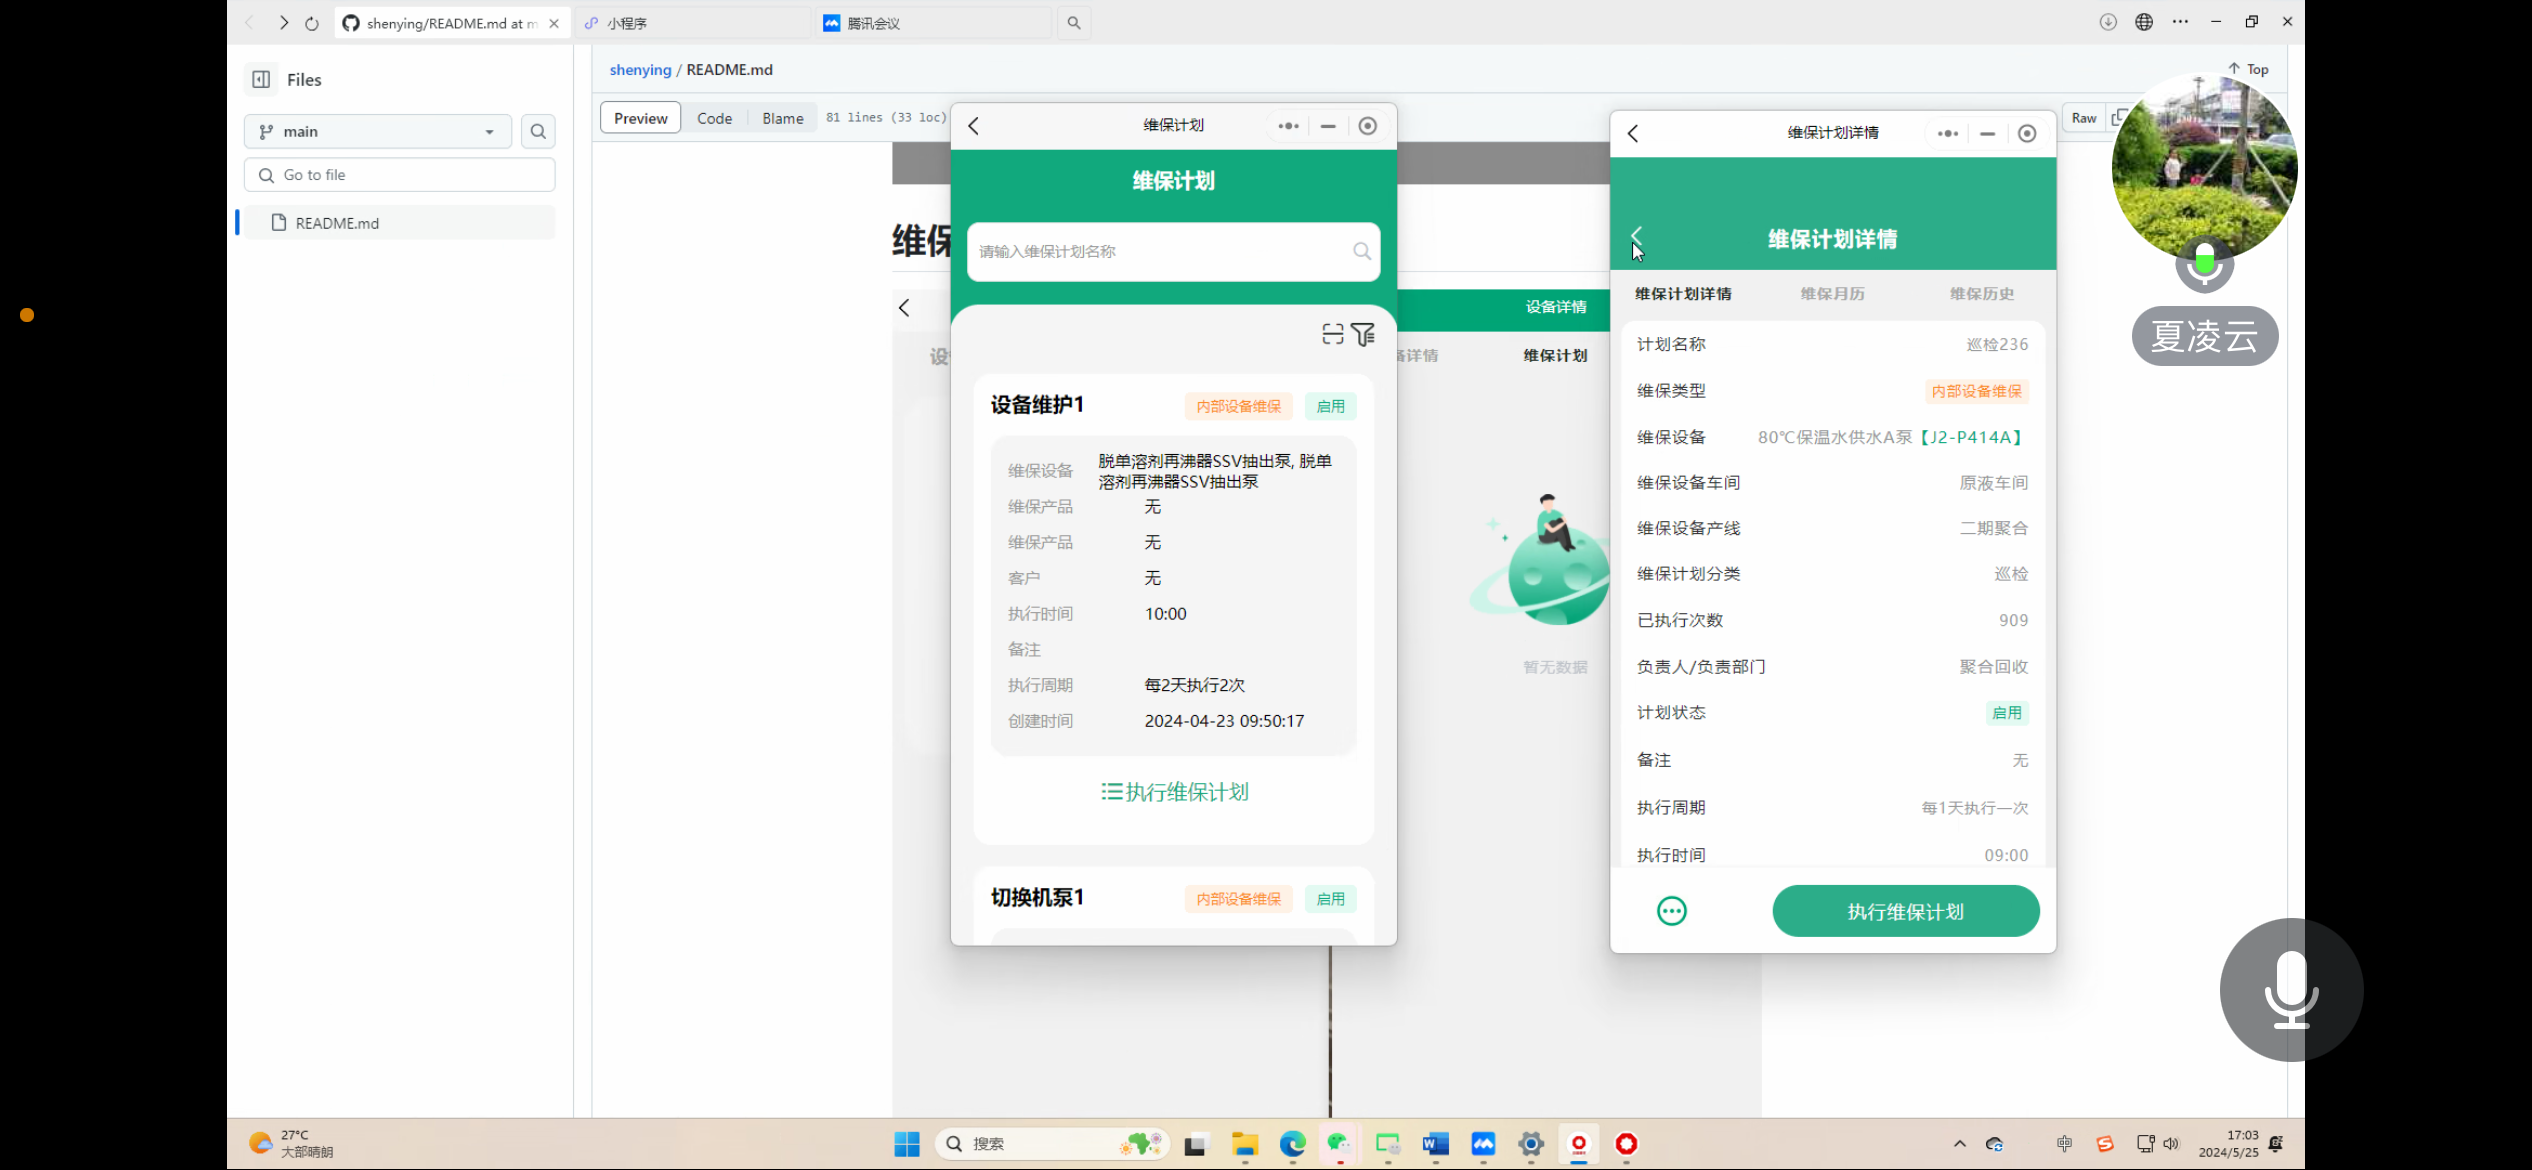 shenying/README.md at m
小程序
腾讯会议
Files
main
Go to file
README.md
shenying / README.md
Top
Preview
Code
Blame
81 lines (33 loc)
Raw
维保
设
设备详情
备详情
维保计划
暂无数据
维保计划
维保计划
请输入维保计划名称
设备维护1 内部设备维保 启用
维保设备 脱单溶剂再沸器SSV抽出泵, 脱单
溶剂再沸器SSV抽出泵
维保产品 无
维保产品 无
客户 无
执行时间 10:00
备注
执行周期 每2天执行2次
创建时间 2024-04-23 09:50:17
执行维保计划
切换机泵1 内部设备维保 启用
维保计划详情
维保计划详情
维保计划详情 维保月历 维保历史
计划名称 巡检236
维保类型 内部设备维保
维保设备 80℃保温水供水A泵【J2-P414A】
维保设备车间 原液车间
维保设备产线 二期聚合
维保计划分类 巡检
已执行次数 909
负责人/负责部门 聚合回收
计划状态 启用
备注 无
执行周期 每1天执行一次
执行时间 09:00
执行维保计划
夏凌云
27°C
大部晴朗
搜索
中
17:03
2024/5/25